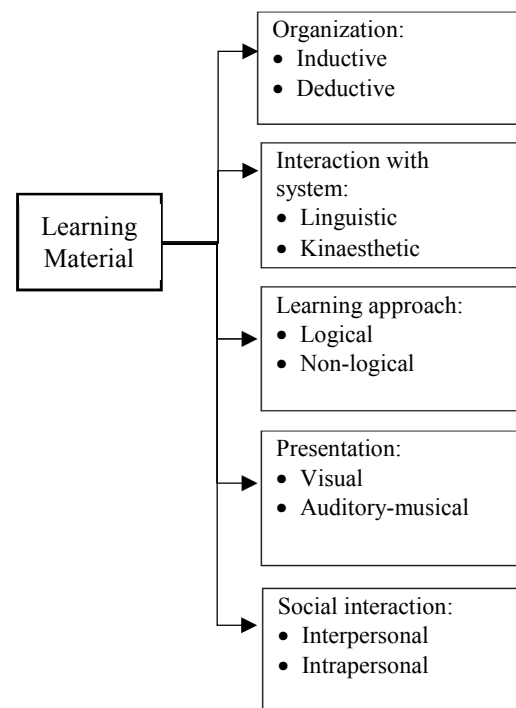 Organization:
• Inductive
• Deductive
Interaction with
system:
• Linguistic
• Kinaesthetic
Learning
Material
Learning approach:
• Logical
• Non-logical
Presentation:
• Visual
• Auditory-musical
Social interaction:
• Interpersonal
• Intrapersonal